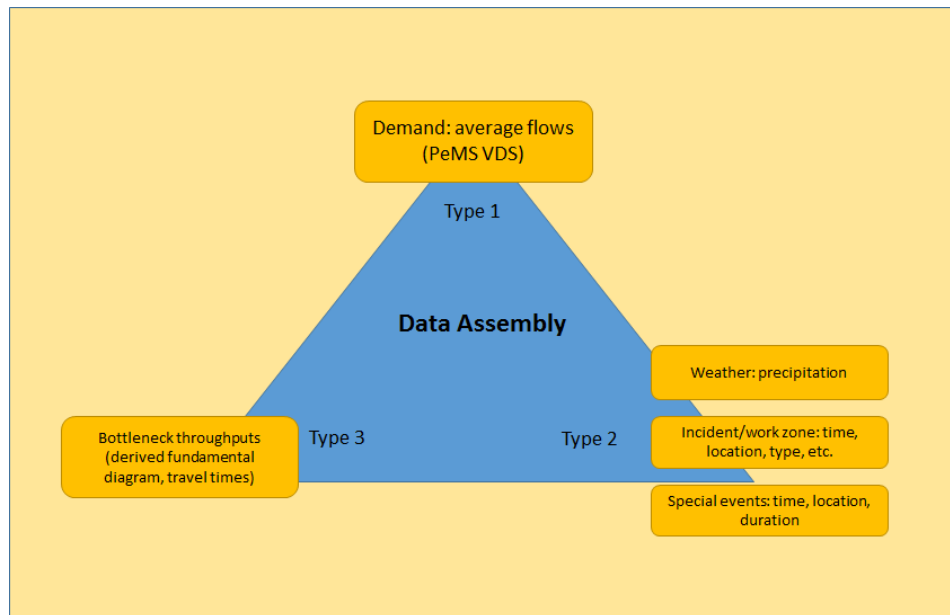 Demand: average flows
(PeMS VDS)
Type 1
Data Assembly
Weather: precipitation
Bottleneck throughputs
(derived fundamental
diagram, travel times)
Type 3
Type 2
Incident/work zone: time,
location, type, etc.
Special events: time, location,
duration